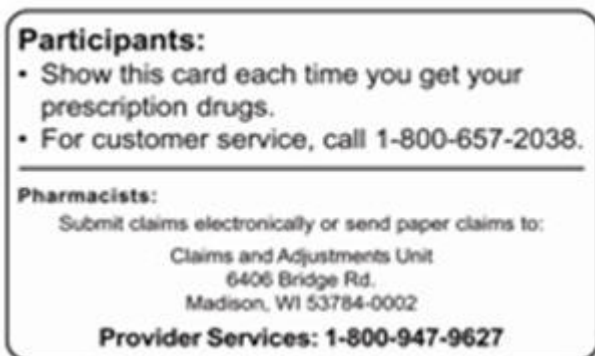 Participants:
• Show this card each time you get your
prescription drugs.
• For customer service, call 1-800-657-2038.
Pharmacists:
Submit claims electronically or send paper claims to:
Claims and Adjustments Unit
6406 Bridge Rd.
Madison, WI 53784-0002
Provider Services: 1-800-947-9627